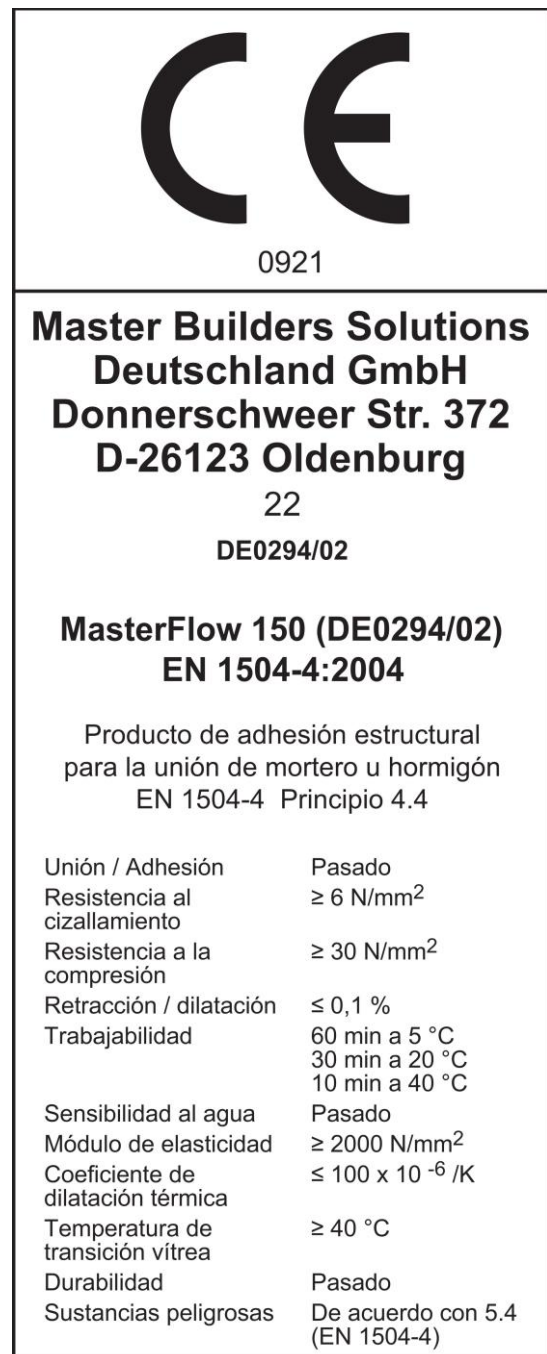 CE
0921
Master Builders Solutions
Deutschland GmbH
Donnerschweer Str. 372
D-26123 Oldenburg
22
DE0294/02
MasterFlow 150 (DE0294/02)
EN 1504-4:2004
Producto de adhesión estructural
para la unión de mortero u hormigón
EN 1504-4 Principio 4.4
Unión / Adhesión Pasado
Resistencia al ≥ 6 N/mm²
cizallamiento
Resistencia a la ≥ 30 N/mm²
compresión
Retracción / dilatación ≤ 0,1 %
Trabajabilidad 60 min a 5 °C
30 min a 20 °C
10 min a 40 °C
Sensibilidad al agua Pasado
Módulo de elasticidad ≥ 2000 N/mm²
Coeficiente de ≤ 100 x 10 ⁻⁶ /K
dilatación térmica
Temperatura de ≥ 40 °C
transición vítrea
Durabilidad Pasado
Sustancias peligrosas De acuerdo con 5.4
(EN 1504-4)